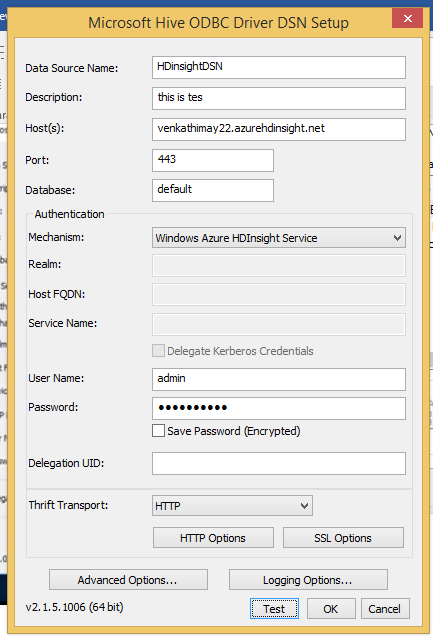 Microsoft Hive ODBC Driver DSN Setup
Data Source Name: HDinsightDSN
Description: this is tes
Host(s): venkathimay22.azurehdinsight.net
Port: 443
Database: default
Authentication
Mechanism: Windows Azure HDInsight Service
Realm:
Host FQDN:
Service Name:
Delegate Kerberos Credentials
User Name: admin
Password: ●●●●●●●●●●
Save Password (Encrypted)
Delegation UID:
Thrift Transport: HTTP
HTTP Options SSL Options
Advanced Options... Logging Options...
v2.1.5.1006 (64 bit) Test OK Cancel